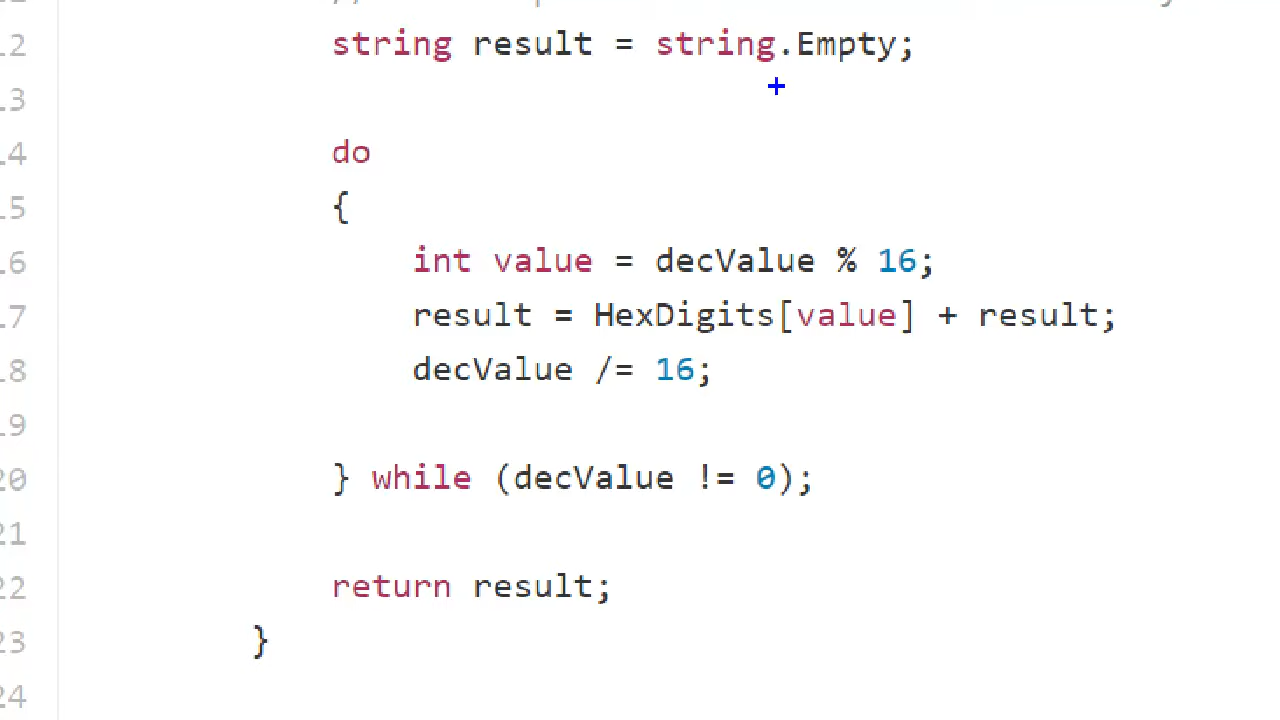 12 string result = string.Empty;
13
14 do
15 {
16 int value = decValue % 16;
17 result = HexDigits[value] + result;
18 decValue /= 16;
19
20 } while (decValue != 0);
21
22 return result;
23 }
24